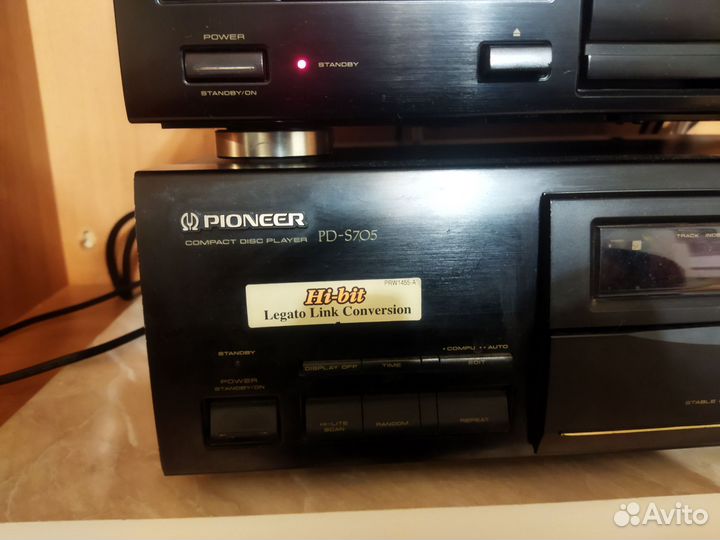 POWER
STANDBY
STANDBY/ON
PIONEER
COMPACT DISC PLAYER PD-S705
PRW1455-A
Hi-bit
Legato Link Conversion
TRACK
STANDBY
POWER
STANDBY/ON
• COMPU •• AUTO
DISPLAY OFF TIME EDIT
HI-LITE
SCAN
RANDOM
REPEAT
STABLE
Avito